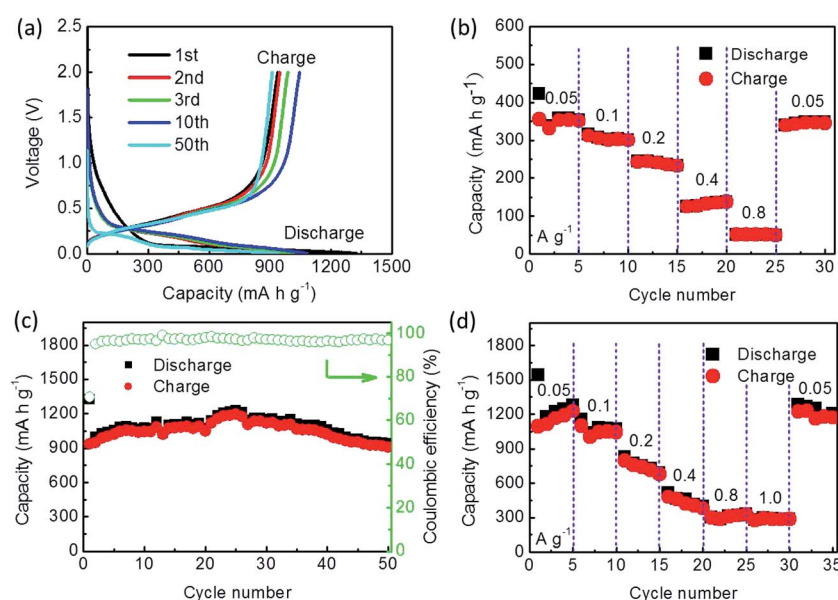 (a)
2.5
2.0
1.5
1.0
0.5
0.0
Voltage (V)
1st
2nd
3rd
10th
50th
Charge
Discharge
0 300 600 900 1200 1500
Capacity (mA h g⁻¹)
(b)
600
500
400
300
200
100
0
Capacity (mA h g⁻¹)
Discharge
Charge
0.05
0.1
0.2
0.4
0.8
0.05
A g⁻¹
0 5 10 15 20 25 30
Cycle number
(c)
1800
1500
1200
900
600
300
0
Capacity (mA h g⁻¹)
Discharge
Charge
100
80
60
40
20
0
Coulombic efficiency (%)
0 10 20 30 40 50
Cycle number
(d)
1800
1500
1200
900
600
300
0
Capacity (mA h g⁻¹)
Discharge
Charge
0.05
0.1
0.2
0.4
0.8
1.0
0.05
A g⁻¹
0 5 10 15 20 25 30 35
Cycle number